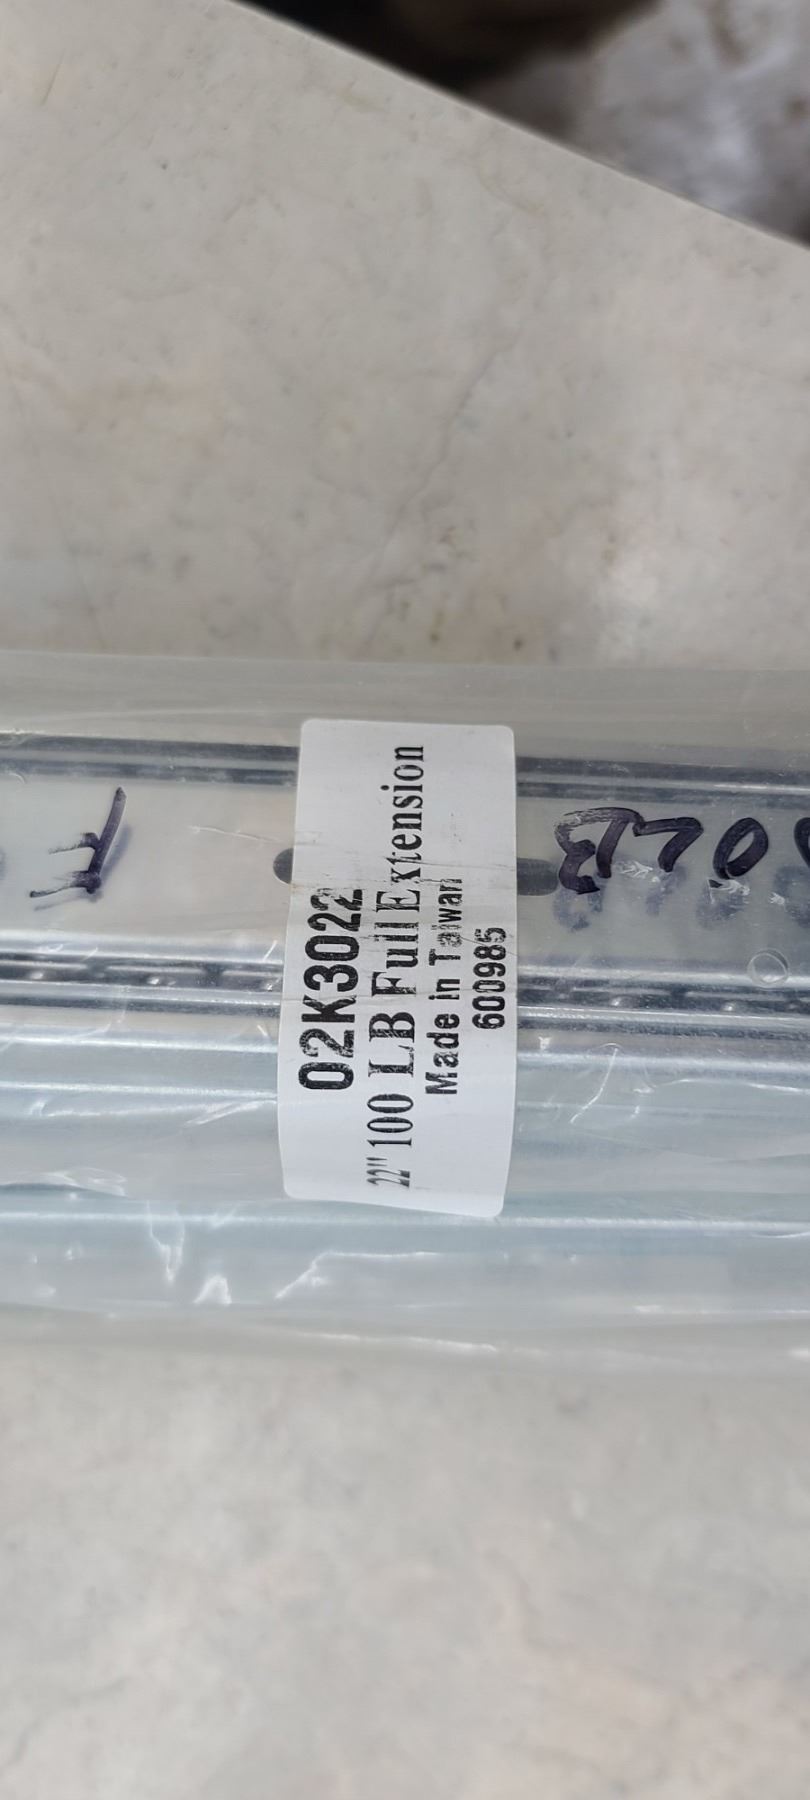 02K3022
22" 100 LB Full Extension
Made in Taiwan
600985